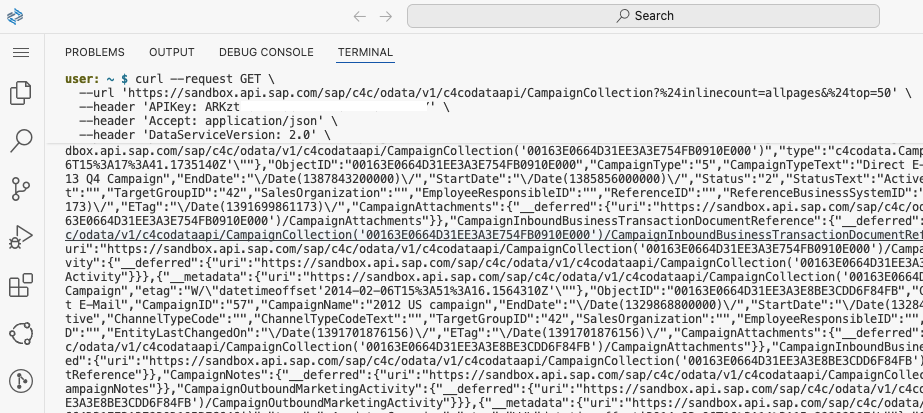 Search
PROBLEMS OUTPUT DEBUG CONSOLE TERMINAL
user: ~ $ curl --request GET \
--url 'https://sandbox.api.sap.com/sap/c4c/odata/v1/c4codataapi/CampaignCollection?%24inlinecount=allpages&%24top=50' \
--header 'APIKey: ARKzt ' \
--header 'Accept: application/json' \
--header 'DataServiceVersion: 2.0' \
dbox.api.sap.com/sap/c4c/odata/v1/c4codataapi/CampaignCollection('00163E0664D31EE3A3E754FB0910E000')","type":"c4codata.Camp
6T15%3A17%3A41.1735140Z'\""},"ObjectID":"00163E0664D31EE3A3E754FB0910E000","CampaignType":"5","CampaignTypeText":"Direct E-
13 Q4 Campaign","EndDate":"\/Date(1387843200000)\/","StartDate":"\/Date(1385856000000)\/","Status":"2","StatusText":"Active
t":"","TargetGroupID":"42","SalesOrganization":"","EmployeeResponsibleID":"","ReferenceID":"","ReferenceBusinessSystemID":"
173)\/","ETag":"\/Date(1391699861173)\/","CampaignAttachments":{"__deferred":{"uri":"https://sandbox.api.sap.com/sap/c4c/od
63E0664D31EE3A3E754FB0910E000')/CampaignAttachments"}},"CampaignInboundBusinessTransactionDocumentReference":{"__deferred":
c/odata/v1/c4codataapi/CampaignCollection('00163E0664D31EE3A3E754FB0910E000')/CampaignInboundBusinessTransactionDocumentRef
uri":"https://sandbox.api.sap.com/sap/c4c/odata/v1/c4codataapi/CampaignCollection('00163E0664D31EE3A3E754FB0910E000')/Campa
vity":{"__deferred":{"uri":"https://sandbox.api.sap.com/sap/c4c/odata/v1/c4codataapi/CampaignCollection('00163E0664D31EE3A3
Activity"}}},{"__metadata":{"uri":"https://sandbox.api.sap.com/sap/c4c/odata/v1/c4codataapi/CampaignCollection('00163E0664D
Campaign","etag":"W/\"datetimeoffset'2014-02-06T15%3A51%3A16.1564310Z'\""},"ObjectID":"00163E0664D31EE3A3E8BE3CDD6F84FB","C
t E-Mail","CampaignID":"57","CampaignName":"2012 US campaign","EndDate":"\/Date(1329868800000)\/","StartDate":"\/Date(13284
tive","ChannelTypeCode":"","ChannelTypeCodeText":"","TargetGroupID":"42","SalesOrganization":"","EmployeeResponsibleID":"",
D":"","EntityLastChangedOn":"\/Date(1391701876156)\/","ETag":"\/Date(1391701876156)\/","CampaignAttachments":{"__deferred":
c/odata/v1/c4codataapi/CampaignCollection('00163E0664D31EE3A3E8BE3CDD6F84FB')/CampaignAttachments"}},"CampaignInboundBusine
ed":{"uri":"https://sandbox.api.sap.com/sap/c4c/odata/v1/c4codataapi/CampaignCollection('00163E0664D31EE3A3E8BE3CDD6F84FB')
tReference"}},"CampaignNotes":{"__deferred":{"uri":"https://sandbox.api.sap.com/sap/c4c/odata/v1/c4codataapi/CampaignCollec
ampaignNotes"}},"CampaignOutboundMarketingActivity":{"__deferred":{"uri":"https://sandbox.api.sap.com/sap/c4c/odata/v1/c4co
E3A3E8BE3CDD6F84FB')/CampaignOutboundMarketingActivity"}}},{"__metadata":{"uri":"https://sandbox.api.sap.com/sap/c4c/odata/